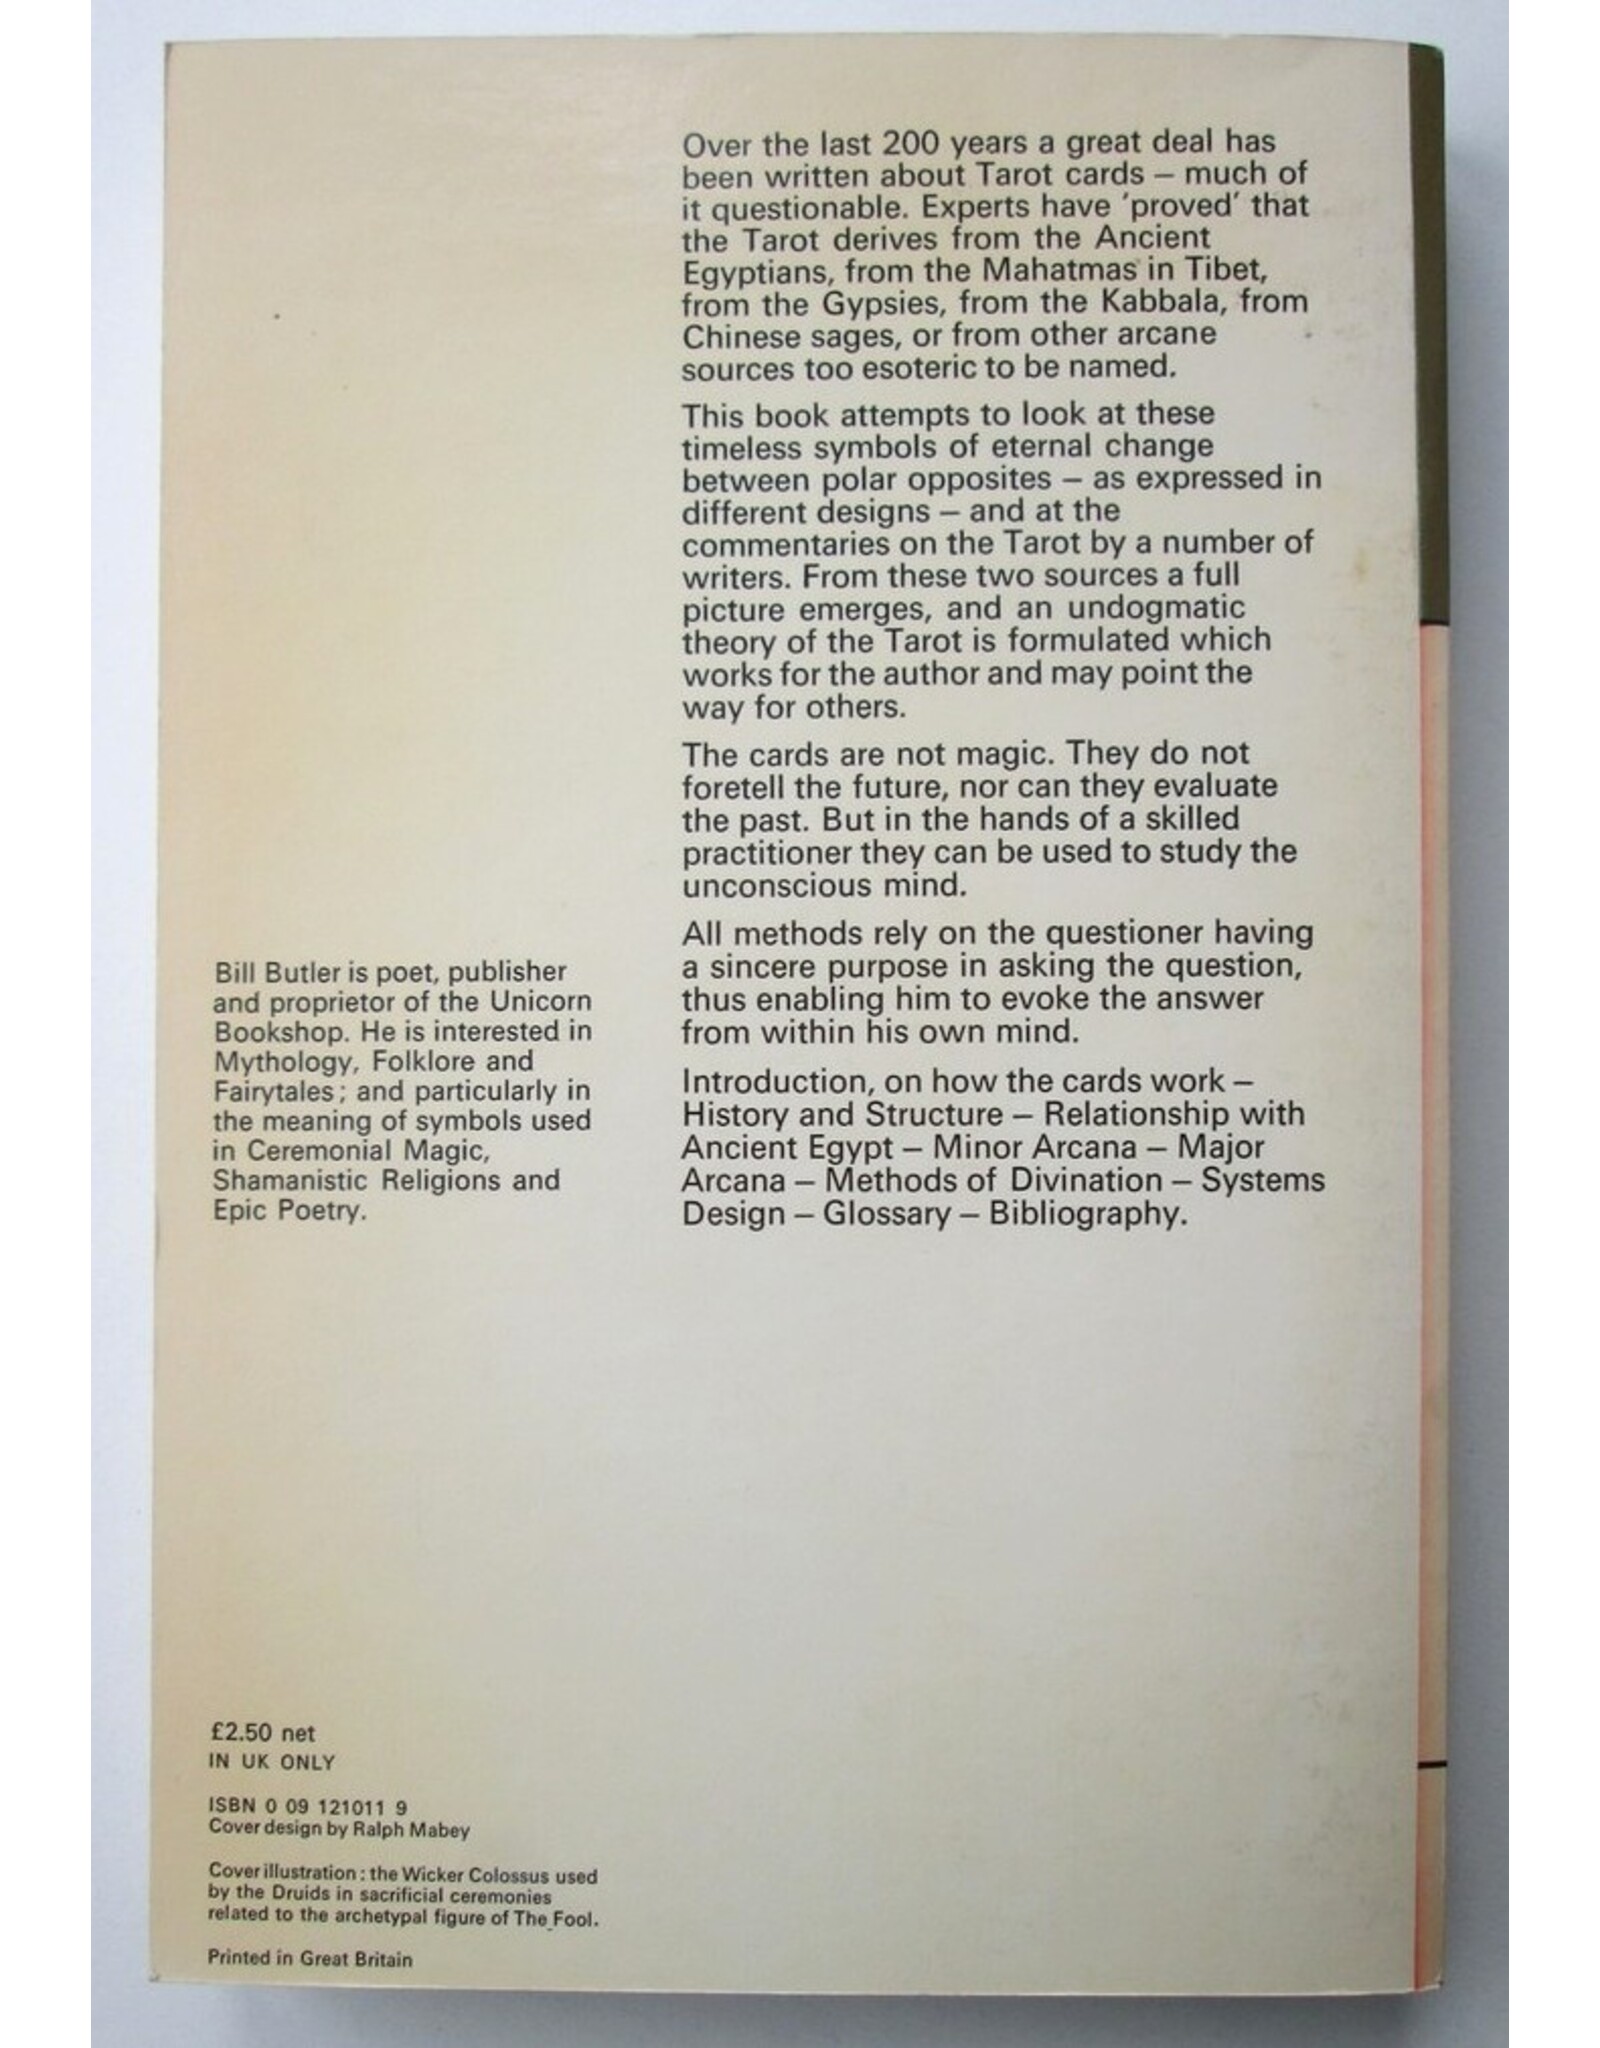 Over the last 200 years a great deal has
been written about Tarot cards – much of
it questionable. Experts have 'proved' that
the Tarot derives from the Ancient
Egyptians, from the Mahatmas in Tibet,
from the Gypsies, from the Kabbala, from
Chinese sages, or from other arcane
sources too esoteric to be named.
This book attempts to look at these
timeless symbols of eternal change
between polar opposites – as expressed in
different designs – and at the
commentaries on the Tarot by a number of
writers. From these two sources a full
picture emerges, and an undogmatic
theory of the Tarot is formulated which
works for the author and may point the
way for others.
The cards are not magic. They do not
foretell the future, nor can they evaluate
the past. But in the hands of a skilled
practitioner they can be used to study the
unconscious mind.
All methods rely on the questioner having
a sincere purpose in asking the question,
thus enabling him to evoke the answer
from within his own mind.
Introduction, on how the cards work –
History and Structure – Relationship with
Ancient Egypt – Minor Arcana – Major
Arcana – Methods of Divination – Systems
Design – Glossary – Bibliography.
Bill Butler is poet, publisher
and proprietor of the Unicorn
Bookshop. He is interested in
Mythology, Folklore and
Fairytales; and particularly in
the meaning of symbols used
in Ceremonial Magic,
Shamanistic Religions and
Epic Poetry.
£2.50 net
IN UK ONLY
ISBN 0 09 121011 9
Cover design by Ralph Mabey
Cover illustration: the Wicker Colossus used
by the Druids in sacrificial ceremonies
related to the archetypal figure of The Fool.
Printed in Great Britain